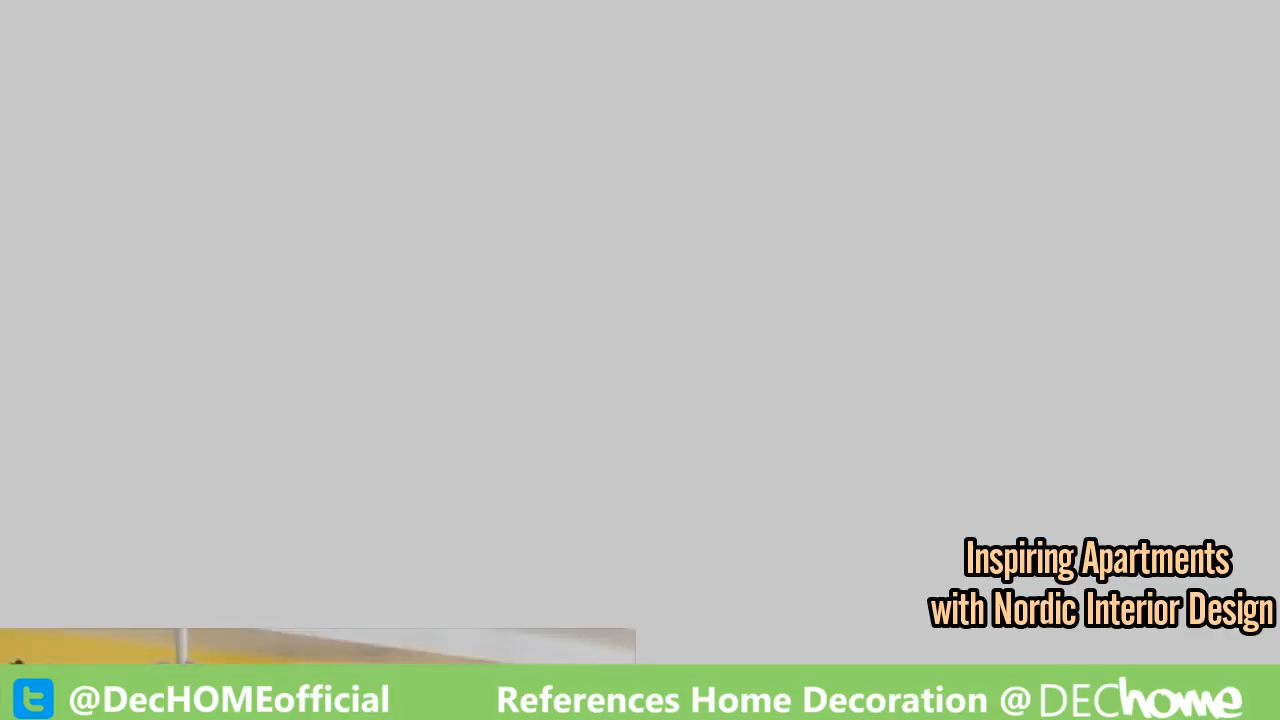 Inspiring Apartments
with Nordic Interior Design
@DecHOMEofficial References Home Decoration @ DEChome